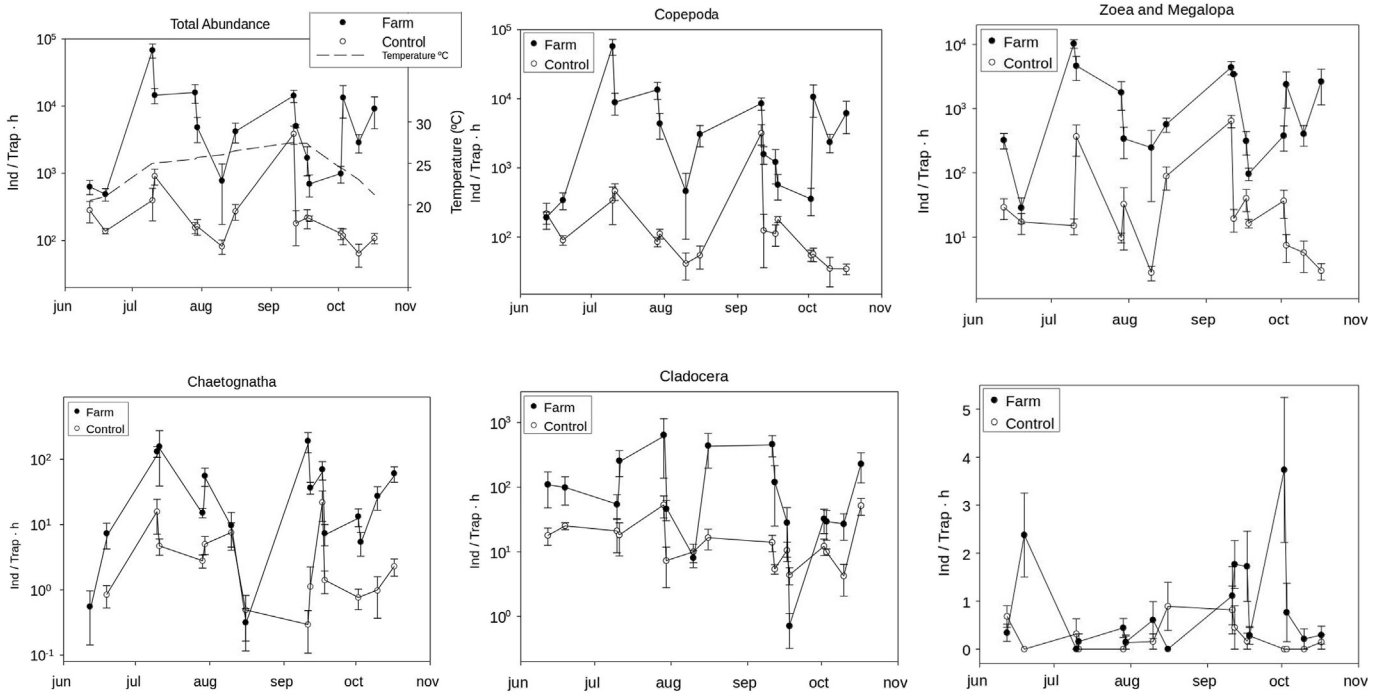 Total Abundance
Farm
Control
Temperature ºC
10^5
10^4
10^3
10^2
30
25
20
Ind / Trap · h
Temperature (ºC)
jun
jul
aug
sep
oct
nov
Copepoda
Farm
Control
10^5
10^4
10^3
10^2
Ind / Trap · h
jun
jul
aug
sep
oct
nov
Zoea and Megalopa
Farm
Control
10^4
10^3
10^2
10^1
Ind / Trap · h
jun
jul
aug
sep
oct
nov
Chaetognatha
Farm
Control
10^2
10^1
10^0
10^-1
Ind / Trap · h
jun
jul
aug
sep
oct
nov
Cladocera
Farm
Control
10^3
10^2
10^1
10^0
Ind / Trap · h
jun
jul
aug
sep
oct
nov
Farm
Control
5
4
3
2
1
0
Ind / Trap · h
jun
jul
aug
sep
oct
nov